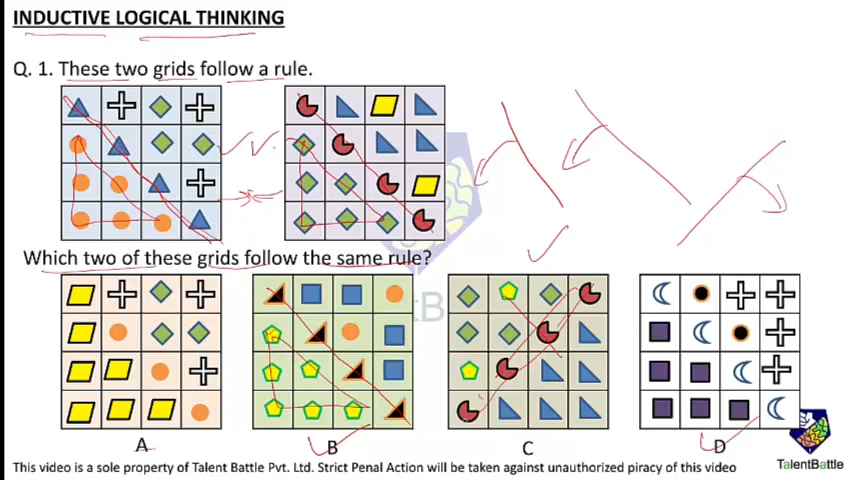 INDUCTIVE LOGICAL THINKING
Q. 1. These two grids follow a rule.
Which two of these grids follow the same rule?
A B C D
This video is a sole property of Talent Battle Pvt. Ltd. Strict Penal Action will be taken against unauthorized piracy of this video
TalentBattle